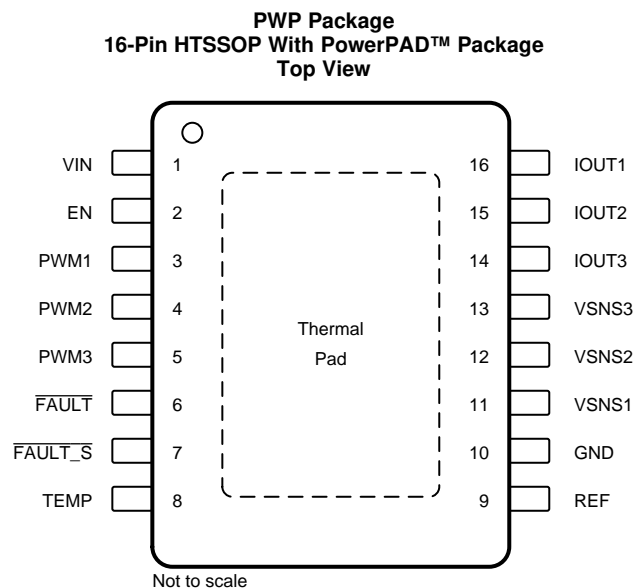 PWP Package
16-Pin HTSSOP With PowerPAD™ Package
Top View
VIN 1 16 IOUT1
EN 2 15 IOUT2
PWM1 3 14 IOUT3
PWM2 4 13 VSNS3
PWM3 5 12 VSNS2
FAULT 6 11 VSNS1
FAULT_S 7 10 GND
TEMP 8 9 REF
Thermal
Pad
Not to scale